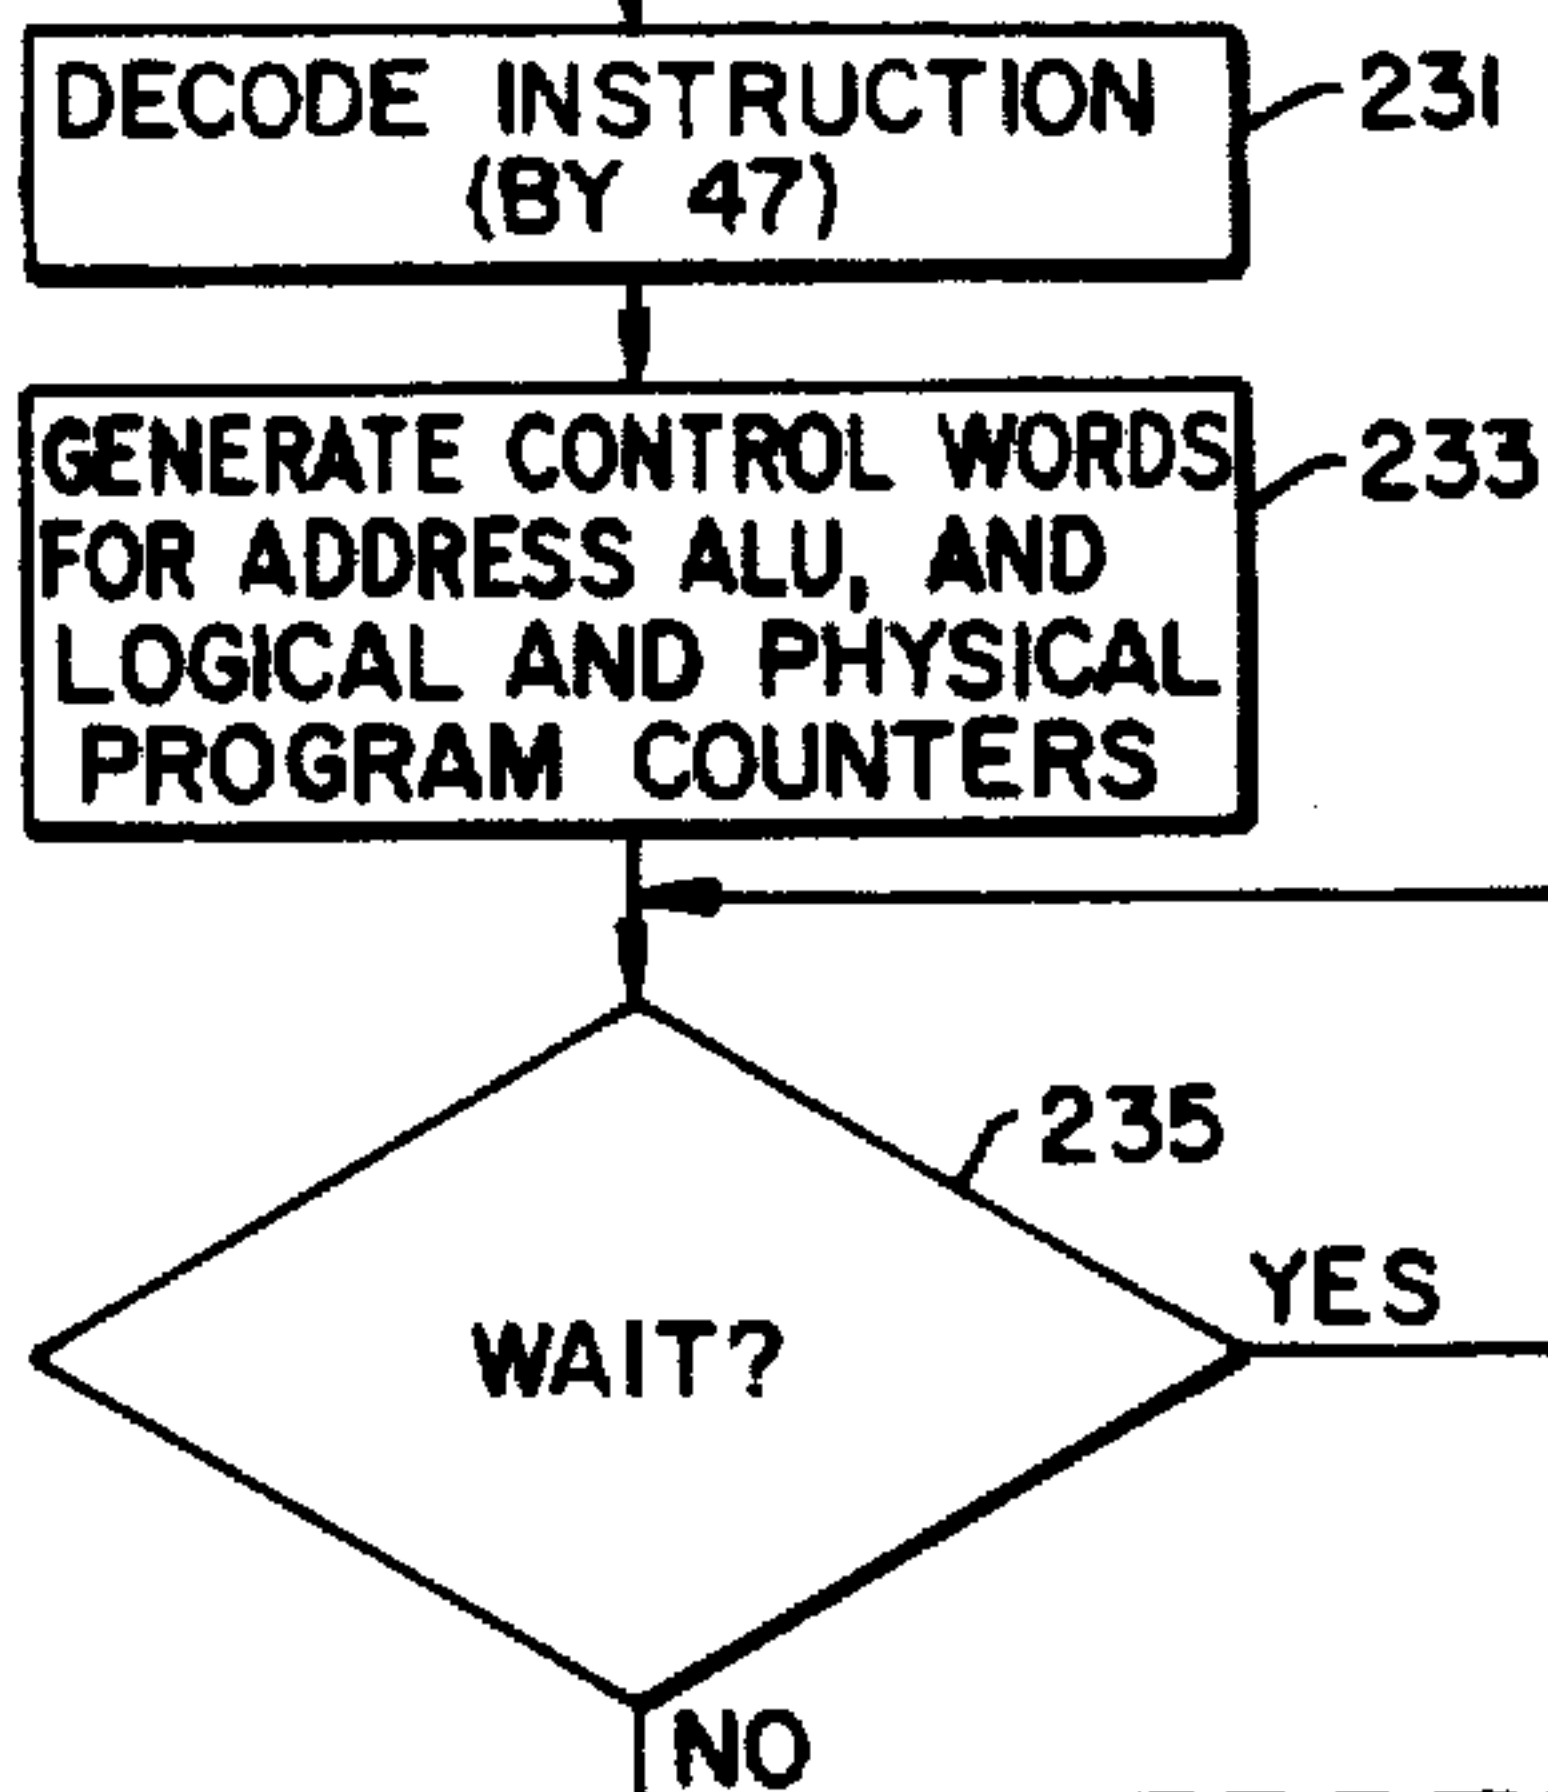 DECODE INSTRUCTION
(BY 47)
231
GENERATE CONTROL WORDS
FOR ADDRESS ALU, AND
LOGICAL AND PHYSICAL
PROGRAM COUNTERS
233
235
WAIT?
YES
NO